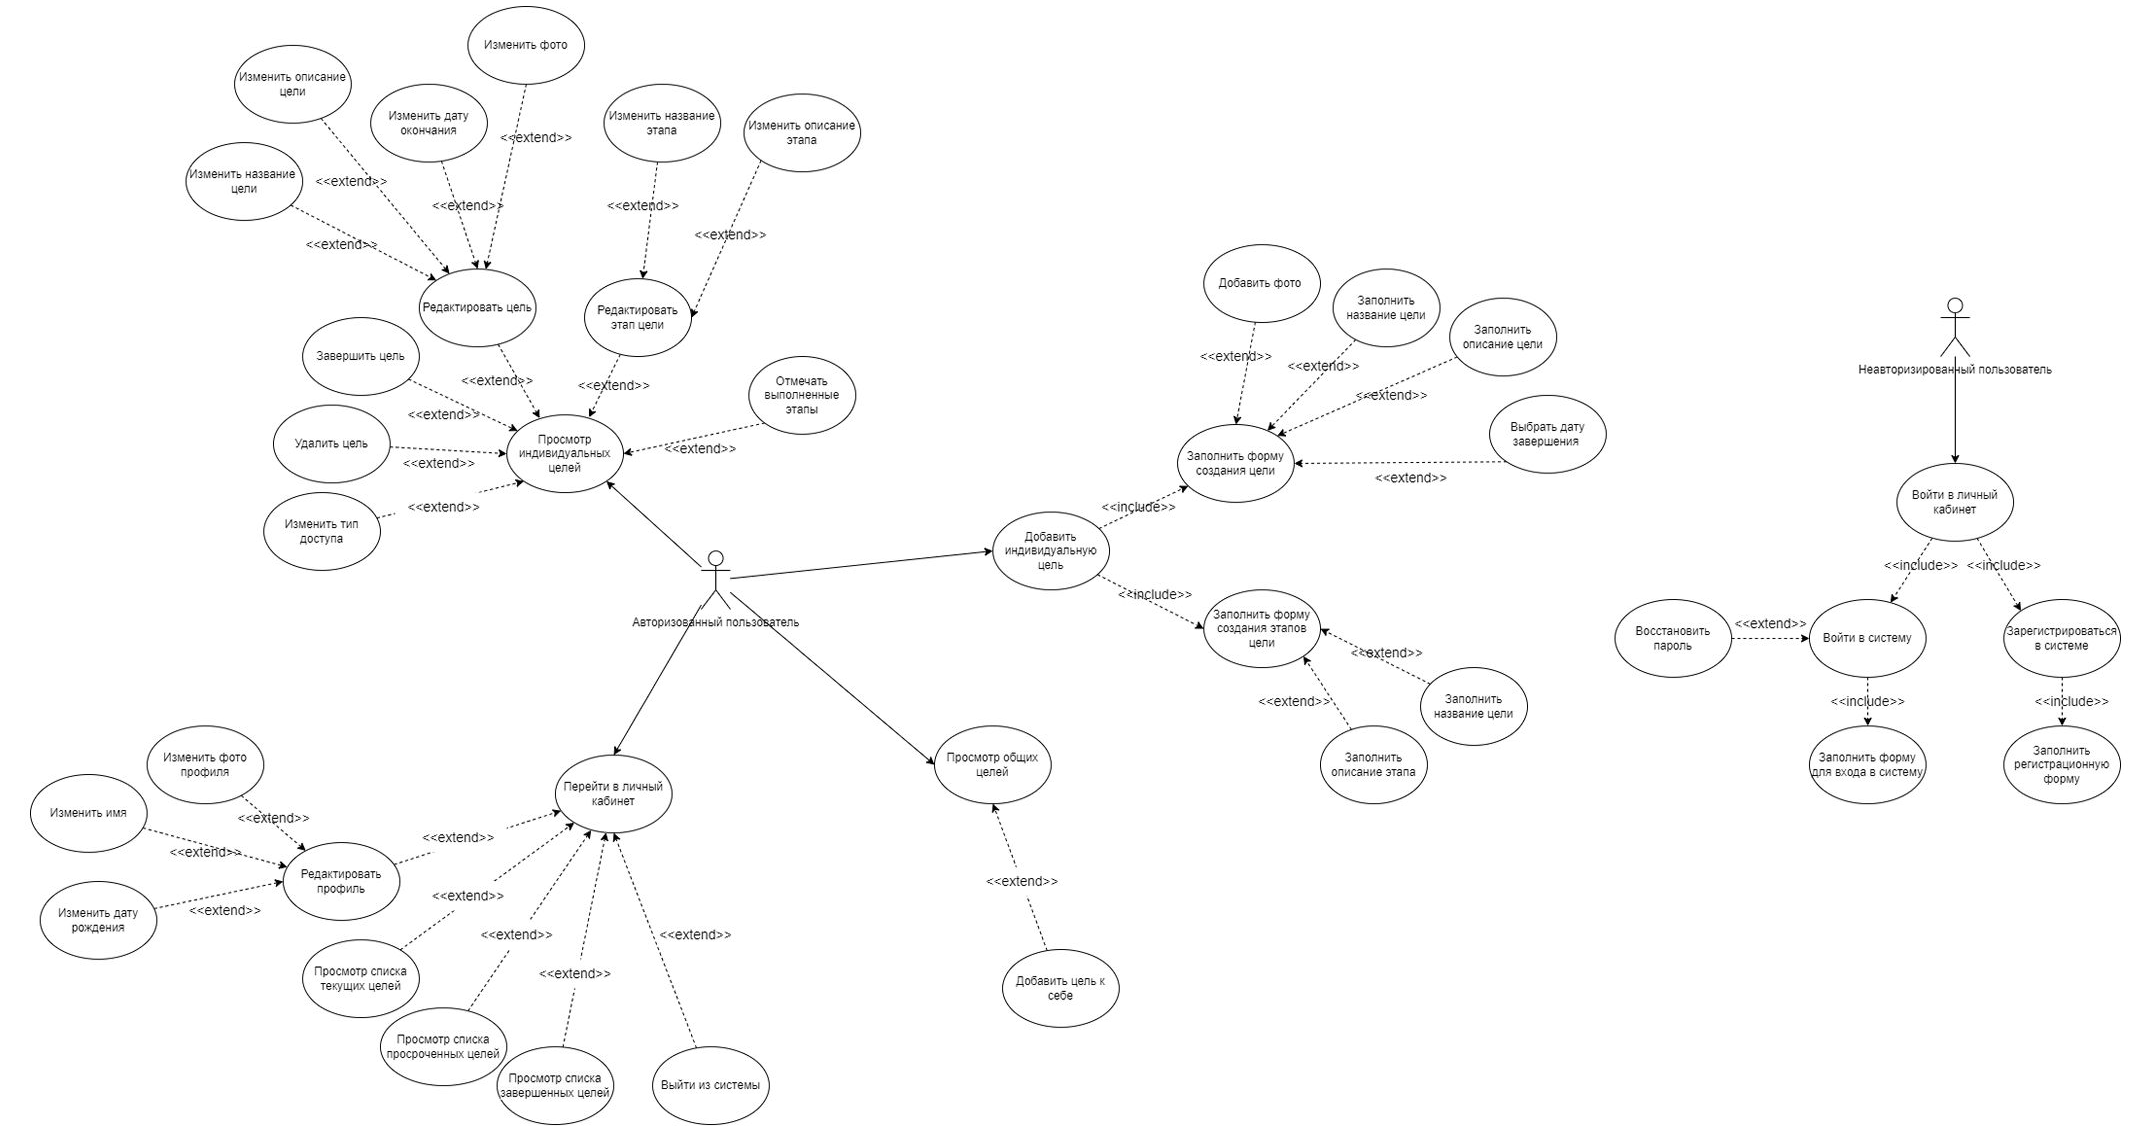 Изменить фото
Изменить описание
цели
Изменить дату
окончания
Изменить название
этапа
Изменить описание
этапа
Изменить название
цели
<<extend>>
<<extend>>
<<extend>>
<<extend>>
<<extend>>
<<extend>>
Редактировать цель
Редактировать
этап цели
Завершить цель
<<extend>>
<<extend>>
Отмечать
выполненные
этапы
<<extend>>
Удалить цель
Просмотр
индивидуальных
целей
<<extend>>
<<extend>>
<<extend>>
Изменить тип
доступа
Авторизованный пользователь
Добавить фото
Заполнить
название цели
Заполнить
описание цели
<<extend>>
<<extend>>
<<extend>>
Выбрать дату
завершения
Заполнить форму
создания цели
<<extend>>
<<include>>
Добавить
индивидуальную
цель
<<include>>
Заполнить форму
создания этапов
цели
<<extend>>
<<extend>>
Заполнить
название цели
Заполнить
описание этапа
Неавторизированный пользователь
Войти в личный
кабинет
<<include>>
<<include>>
Восстановить
пароль
<<extend>>
Войти в систему
Зарегистрироваться
в системе
<<include>>
<<include>>
Заполнить форму
для входа в систему
Заполнить
регистрационную
форму
Изменить фото
профиля
Изменить имя
<<extend>>
<<extend>>
Изменить дату
рождения
<<extend>>
Редактировать
профиль
<<extend>>
Перейти в личный
кабинет
<<extend>>
<<extend>>
<<extend>>
<<extend>>
Просмотр списка
текущих целей
Просмотр списка
просроченных целей
Просмотр списка
завершенных целей
Выйти из системы
Просмотр общих
целей
<<extend>>
Добавить цель к
себе